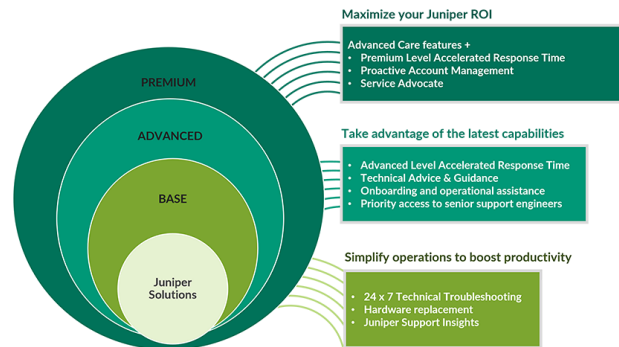 Maximize your Juniper ROI
Advanced Care features +
• Premium Level Accelerated Response Time
• Proactive Account Management
• Service Advocate
PREMIUM
Take advantage of the latest capabilities
ADVANCED
• Advanced Level Accelerated Response Time
• Technical Advice & Guidance
• Onboarding and operational assistance
• Priority access to senior support engineers
BASE
Simplify operations to boost productivity
Juniper
Solutions
• 24 x 7 Technical Troubleshooting
• Hardware replacement
• Juniper Support Insights